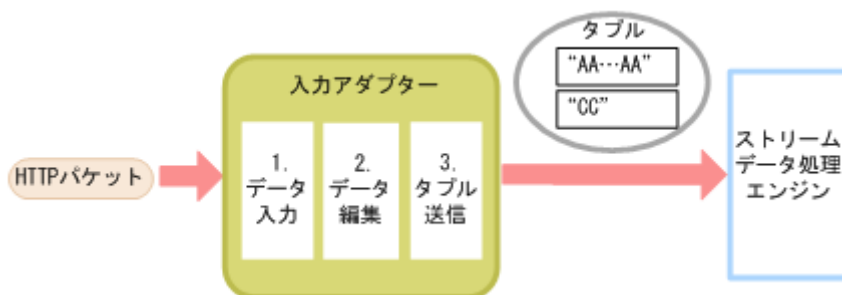 タプル
“AA…AA”
“CC”
入力アダプター
1.
データ
入力
2.
データ
編集
3.
タプル
送信
HTTPパケット
ストリーム
データ処理
エンジン